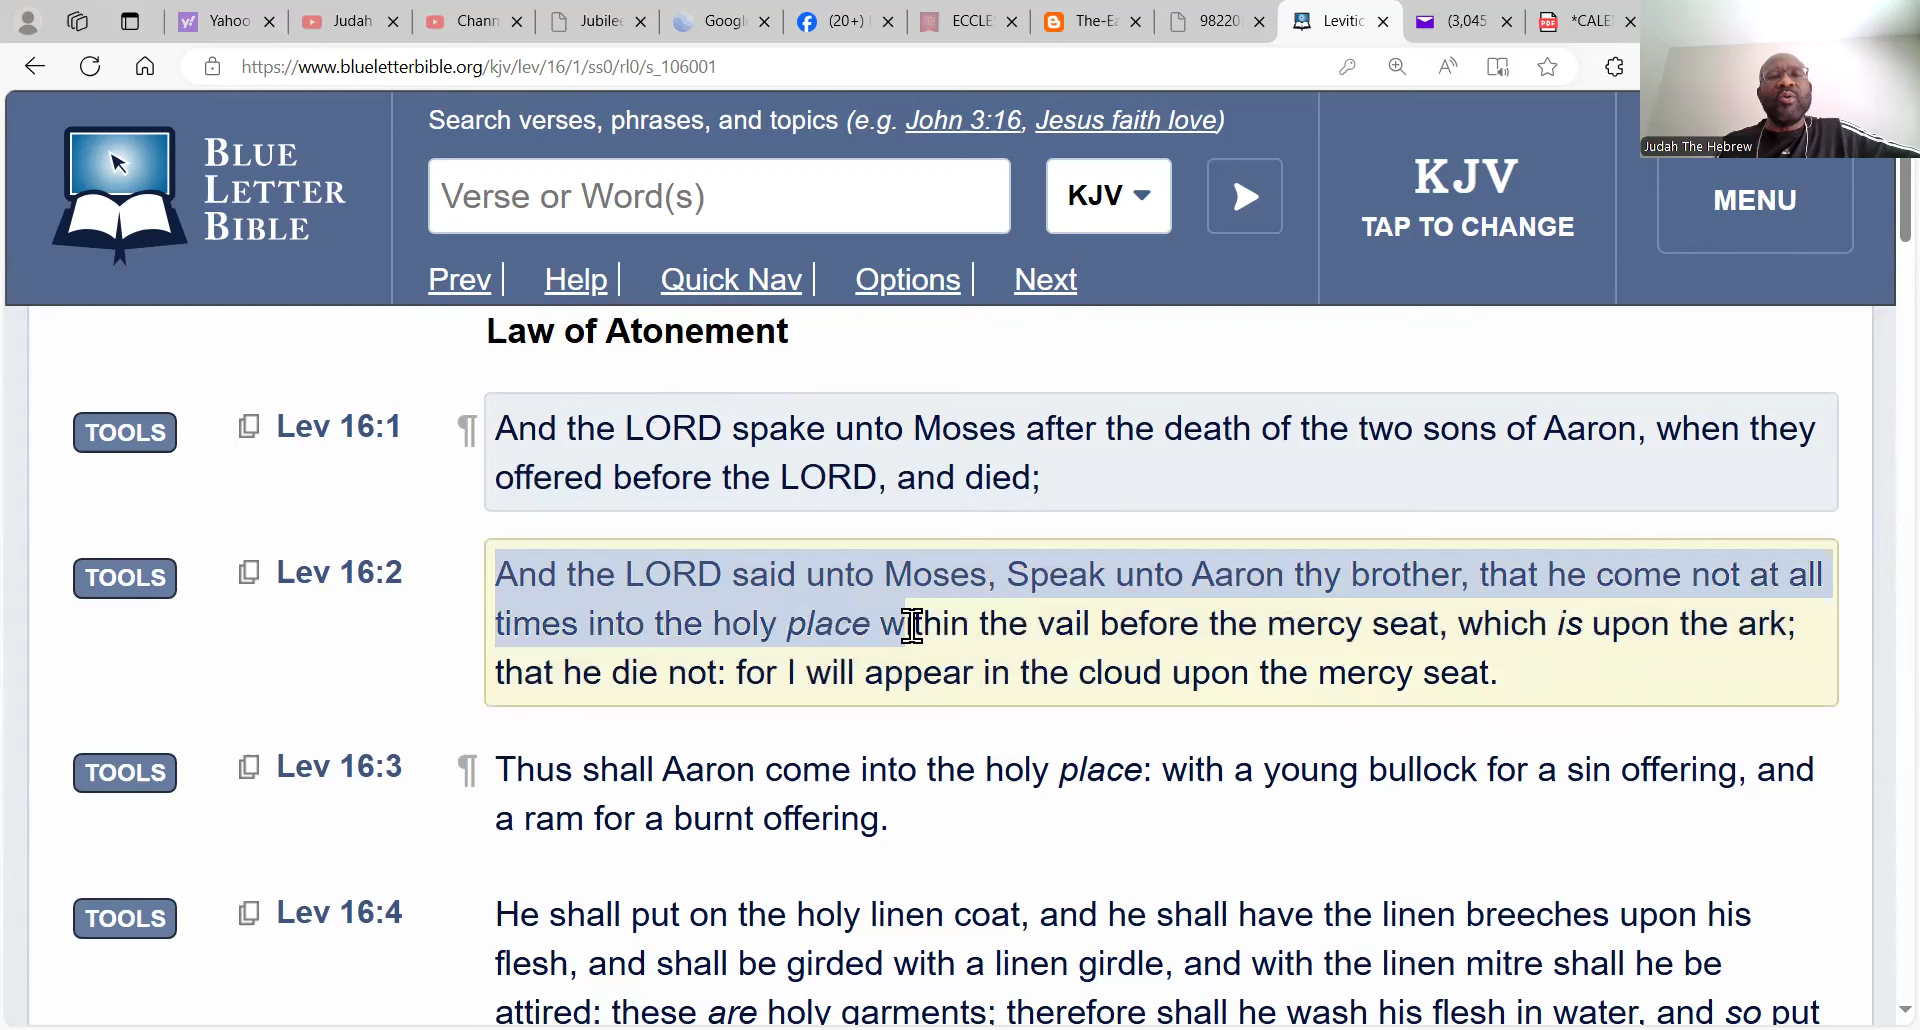 Yahoo
Judah
Chann
Jubilee
Googl
(20+)
ECCLE
The-Ea
98220
Levitic
(3,045
*CALE
https://www.blueletterbible.org/kjv/lev/16/1/ss0/rl0/s_106001
Judah The Hebrew
BLUE
LETTER
BIBLE
Search verses, phrases, and topics (e.g. John 3:16, Jesus faith love)
Verse or Word(s)
KJV
KJV
TAP TO CHANGE
MENU
Prev
Help
Quick Nav
Options
Next
Law of Atonement
TOOLS
Lev 16:1
¶ And the LORD spake unto Moses after the death of the two sons of Aaron, when they
offered before the LORD, and died;
TOOLS
Lev 16:2
And the LORD said unto Moses, Speak unto Aaron thy brother, that he come not at all
times into the holy place within the vail before the mercy seat, which is upon the ark;
that he die not: for I will appear in the cloud upon the mercy seat.
TOOLS
Lev 16:3
¶ Thus shall Aaron come into the holy place: with a young bullock for a sin offering, and
a ram for a burnt offering.
TOOLS
Lev 16:4
He shall put on the holy linen coat, and he shall have the linen breeches upon his
flesh, and shall be girded with a linen girdle, and with the linen mitre shall he be
attired: these are holy garments; therefore shall he wash his flesh in water, and so put